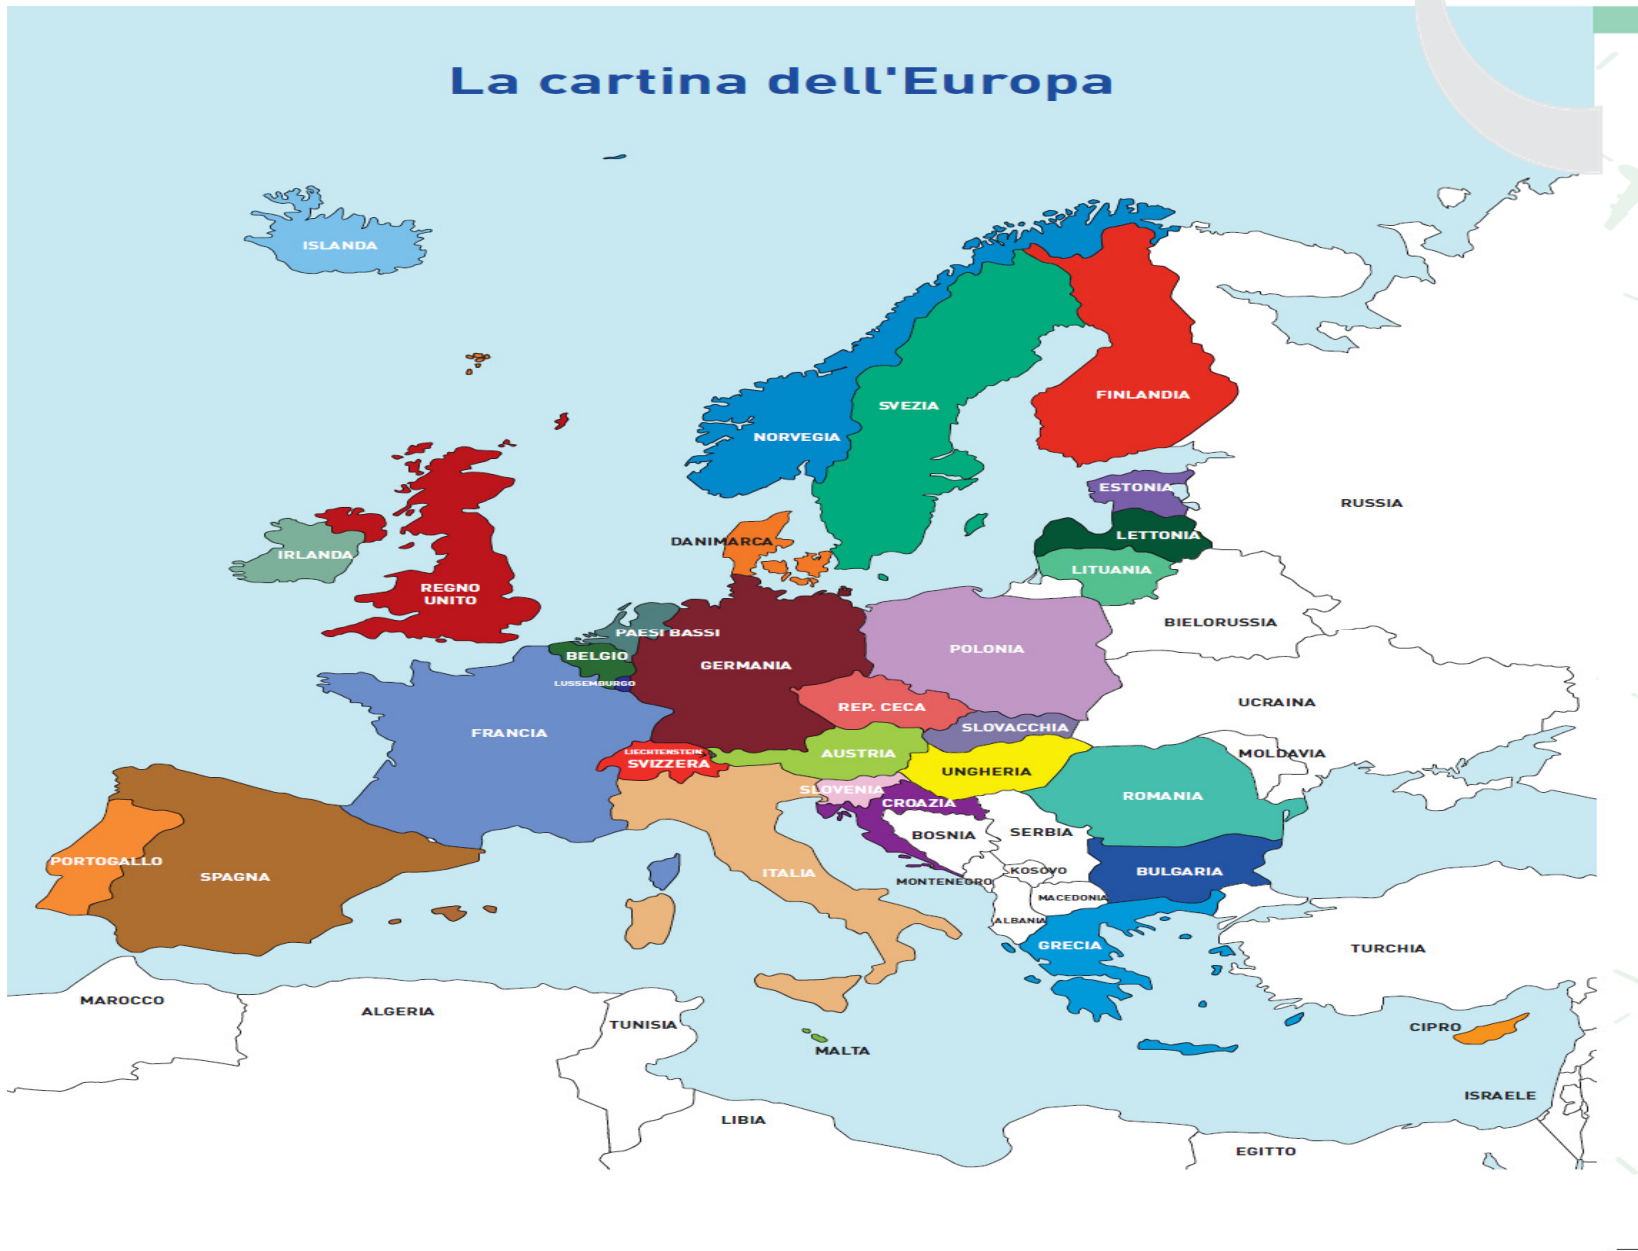 La cartina dell'Europa
ISLANDA
FINLANDIA
SVEZIA
NORVEGIA
ESTONIA
RUSSIA
LETTONIA
DANIMARCA
IRLANDA
LITUANIA
REGNO
UNITO
BIELORUSSIA
PAESI BASSI
POLONIA
BELGIO
GERMANIA
LUSSEMBURGO
UCRAINA
REP. CECA
SLOVACCHIA
FRANCIA
LIECHTENSTEIN
SVIZZERA
AUSTRIA
MOLDAVIA
UNGHERIA
SLOVENIA
ROMANIA
CROAZIA
BOSNIA
SERBIA
PORTOGALLO
SPAGNA
ITALIA
KOSOVO
BULGARIA
MONTENEGRO
MACEDONIA
ALBANIA
GRECIA
TURCHIA
MAROCCO
ALGERIA
TUNISIA
CIPRO
MALTA
ISRAELE
LIBIA
EGITTO